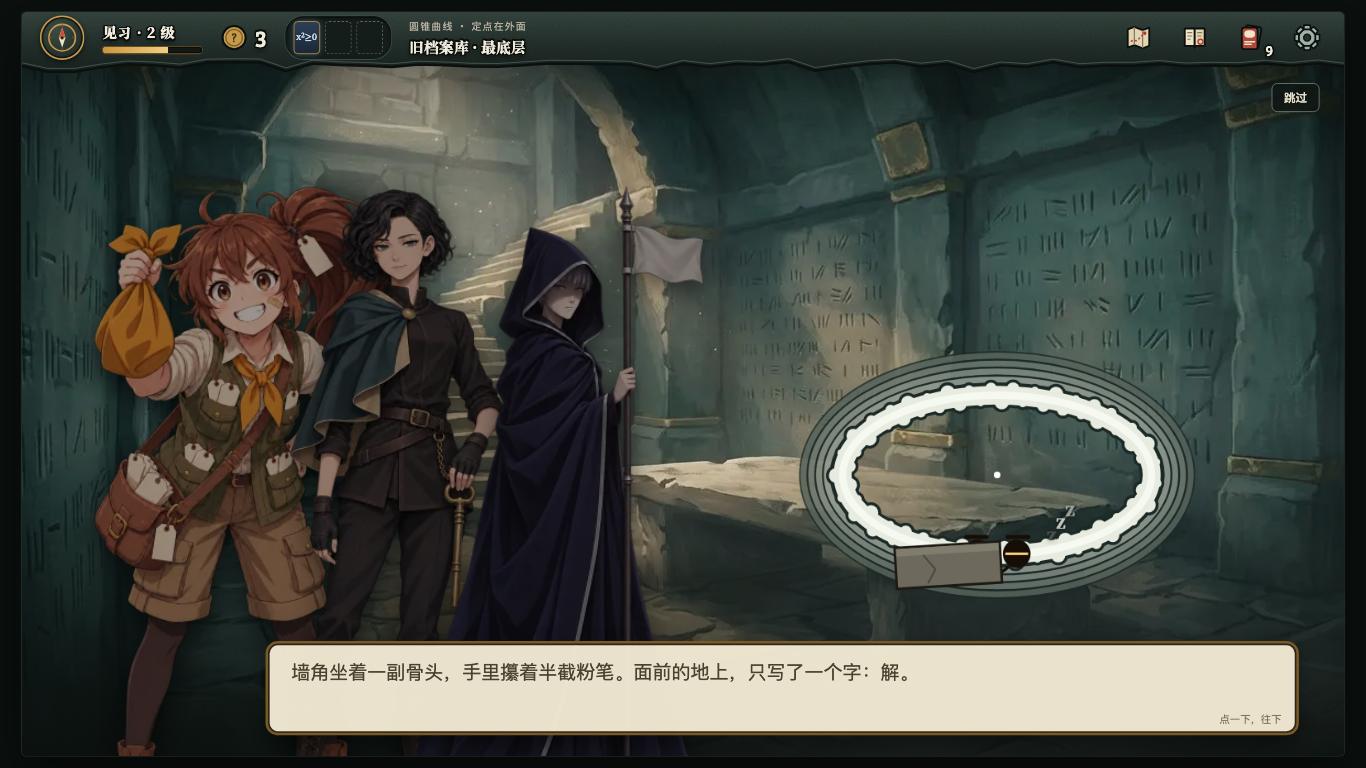 见习·2 级
? 3
x²≥0
圆锥曲线 · 定点在外面
旧档案库·最底层
9
跳过
z
z
z
墙角坐着一副骨头，手里攥着半截粉笔。面前的地上，只写了一个字：解。
点一下，往下